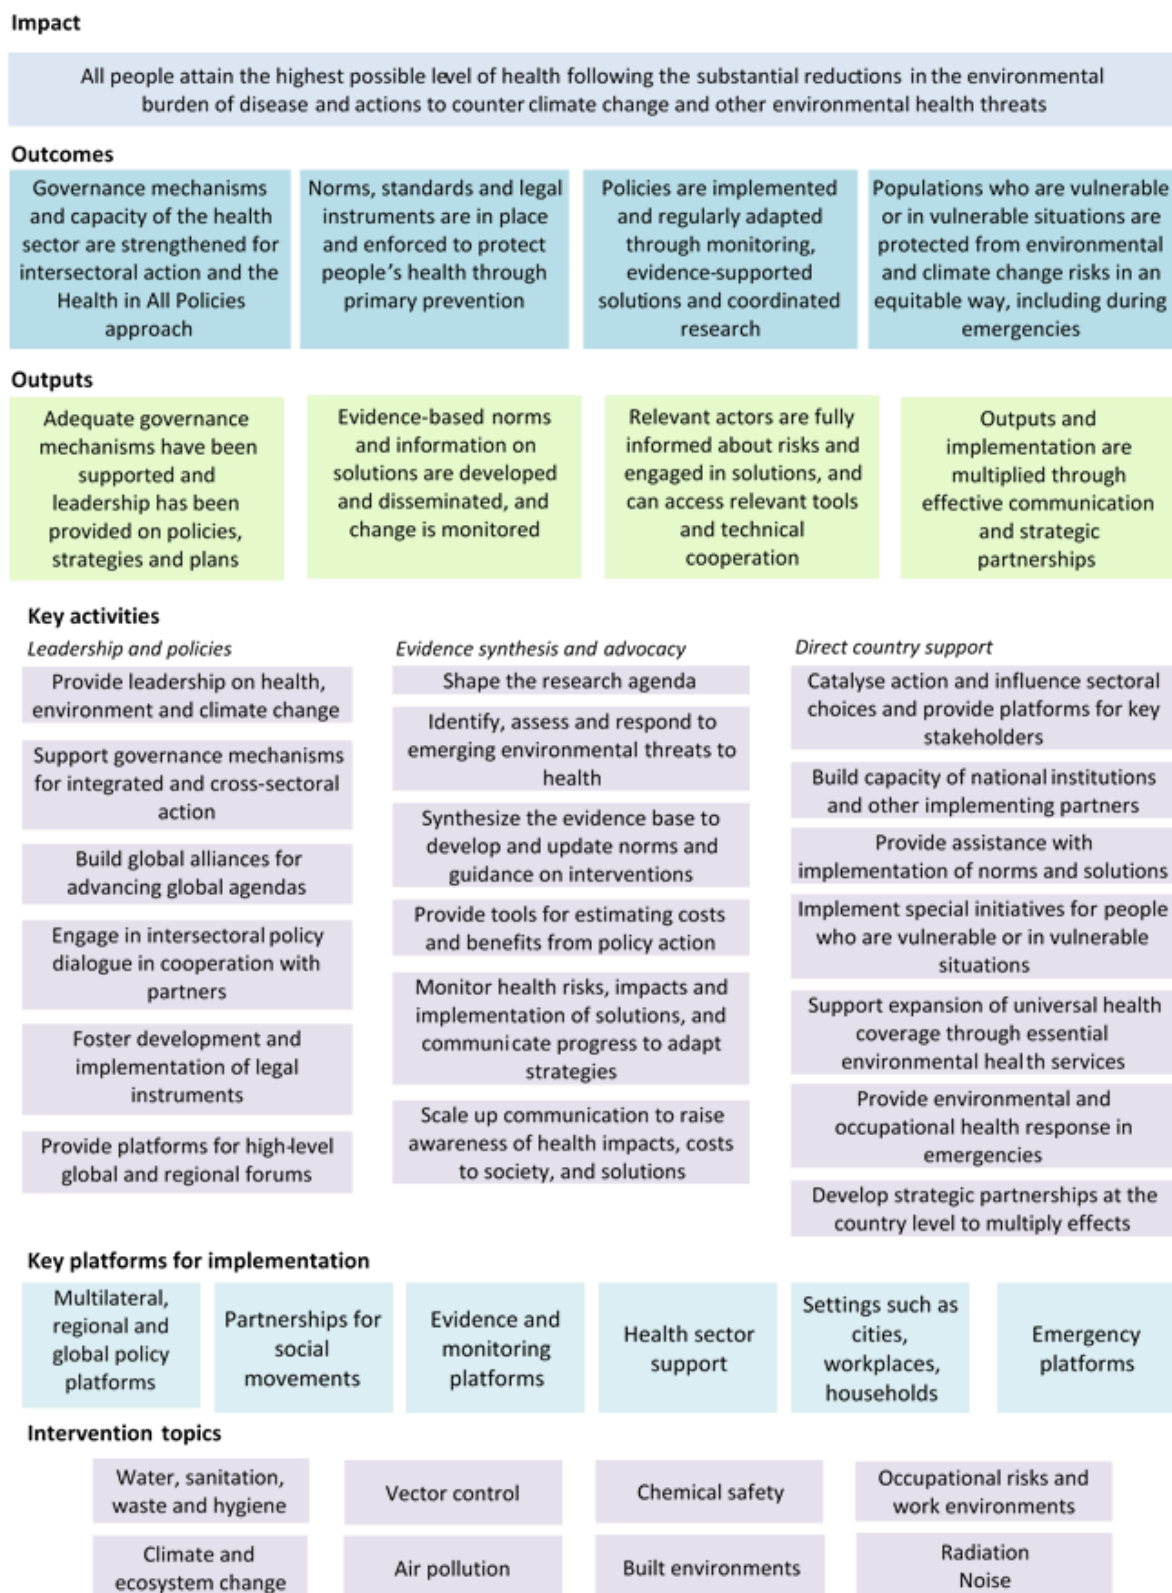 Impact
All people attain the highest possible level of health following the substantial reductions in the environmental
burden of disease and actions to counter climate change and other environmental health threats
Outcomes
Governance mechanisms
and capacity of the health
sector are strengthened for
intersectoral action and the
Health in All Policies
approach
Norms, standards and legal
instruments are in place
and enforced to protect
people's health through
primary prevention
Policies are implemented
and regularly adapted
through monitoring,
evidence-supported
solutions and coordinated
research
Populations who are vulnerable
or in vulnerable situations are
protected from environmental
and climate change risks in an
equitable way, including during
emergencies
Outputs
Adequate governance
mechanisms have been
supported and
leadership has been
provided on policies,
strategies and plans
Evidence-based norms
and information on
solutions are developed
and disseminated, and
change is monitored
Relevant actors are fully
informed about risks and
engaged in solutions, and
can access relevant tools
and technical
cooperation
Outputs and
implementation are
multiplied through
effective communication
and strategic
partnerships
Key activities
Leadership and policies
Provide leadership on health,
environment and climate change
Support governance mechanisms
for integrated and cross-sectoral
action
Build global alliances for
advancing global agendas
Engage in intersectoral policy
dialogue in cooperation with
partners
Foster development and
implementation of legal
instruments
Provide platforms for high-level
global and regional forums
Evidence synthesis and advocacy
Shape the research agenda
Identify, assess and respond to
emerging environmental threats to
health
Synthesize the evidence base to
develop and update norms and
guidance on interventions
Provide tools for estimating costs
and benefits from policy action
Monitor health risks, impacts and
implementation of solutions, and
communicate progress to adapt
strategies
Scale up communication to raise
awareness of health impacts, costs
to society, and solutions
Direct country support
Catalyse action and influence sectoral
choices and provide platforms for key
stakeholders
Build capacity of national institutions
and other implementing partners
Provide assistance with
implementation of norms and solutions
Implement special initiatives for people
who are vulnerable or in vulnerable
situations
Support expansion of universal health
coverage through essential
environmental health services
Provide environmental and
occupational health response in
emergencies
Develop strategic partnerships at the
country level to multiply effects
Key platforms for implementation
Multilateral,
regional and
global policy
platforms
Partnerships for
social
movements
Evidence and
monitoring
platforms
Health sector
support
Settings such as
cities,
workplaces,
households
Emergency
platforms
Intervention topics
Water, sanitation,
waste and hygiene
Vector control
Chemical safety
Occupational risks and
work environments
Climate and
ecosystem change
Air pollution
Built environments
Radiation
Noise